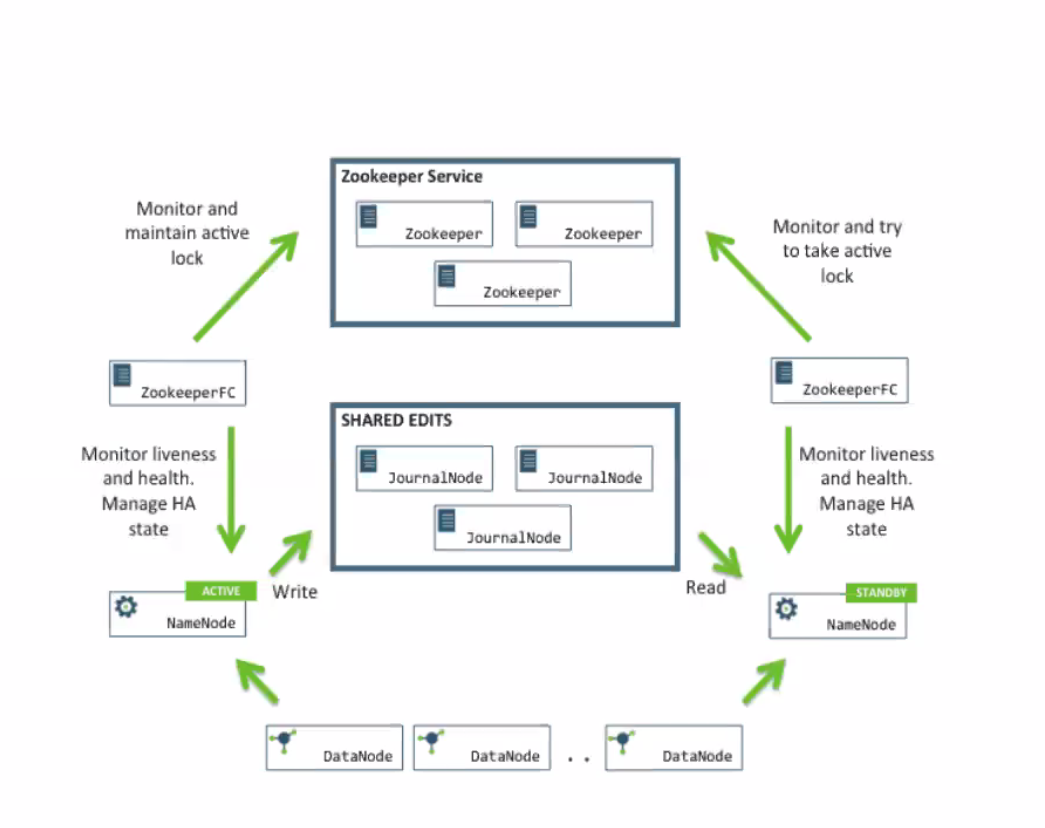 Zookeeper Service
Zookeeper
Zookeeper
Zookeeper
Monitor and
maintain active
lock
Monitor and try
to take active
lock
ZookeeperFC
ZookeeperFC
SHARED EDITS
JournalNode
JournalNode
JournalNode
Monitor liveness
and health.
Manage HA
state
Monitor liveness
and health.
Manage HA
state
ACTIVE
NameNode
Write
Read
STANDBY
NameNode
DataNode
DataNode
. .
DataNode